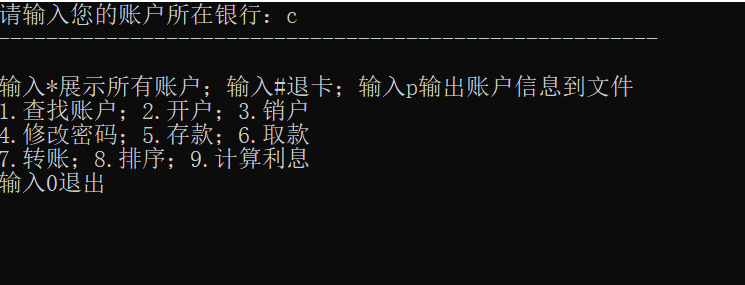 请输入您的账户所在银行：c
------------------------------------------------------
输入*展示所有账户；输入#退卡；输入p输出账户信息到文件
1.查找账户；2.开户；3.销户
4.修改密码；5.存款；6.取款
7.转账；8.排序；9.计算利息
输入0退出